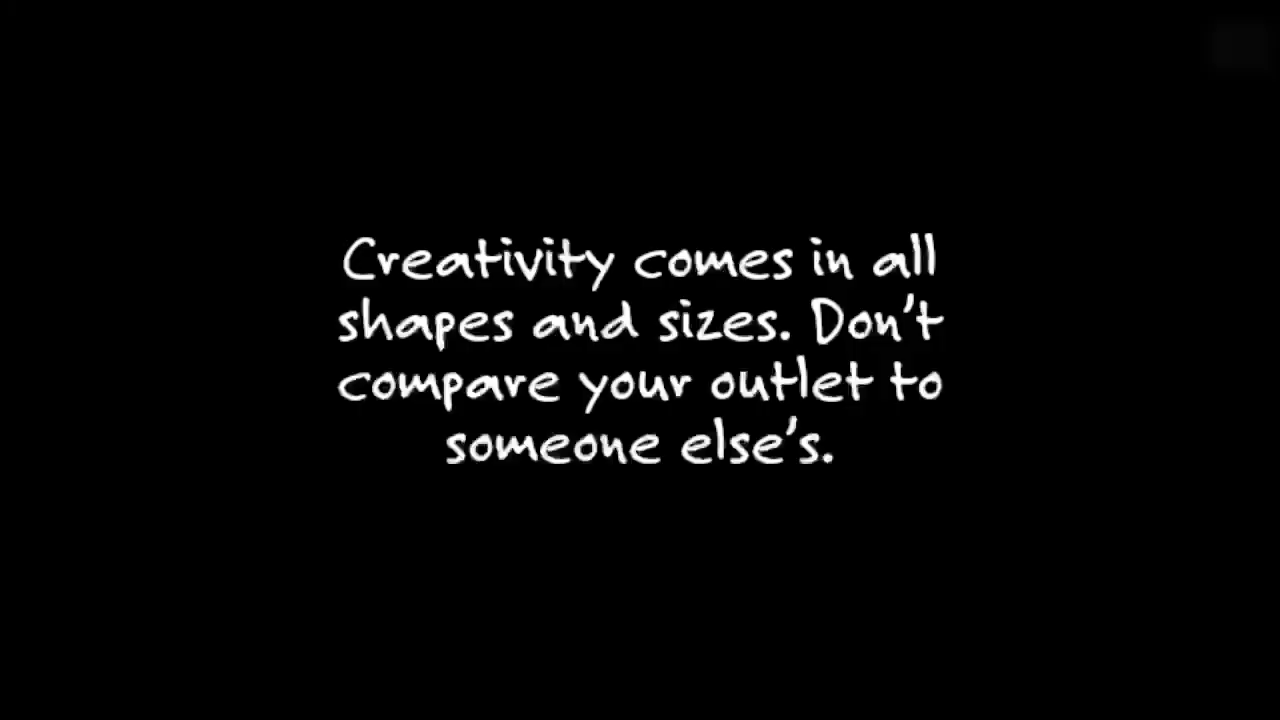 Creativity comes in all
shapes and sizes. Don't
compare your outlet to
someone else's.